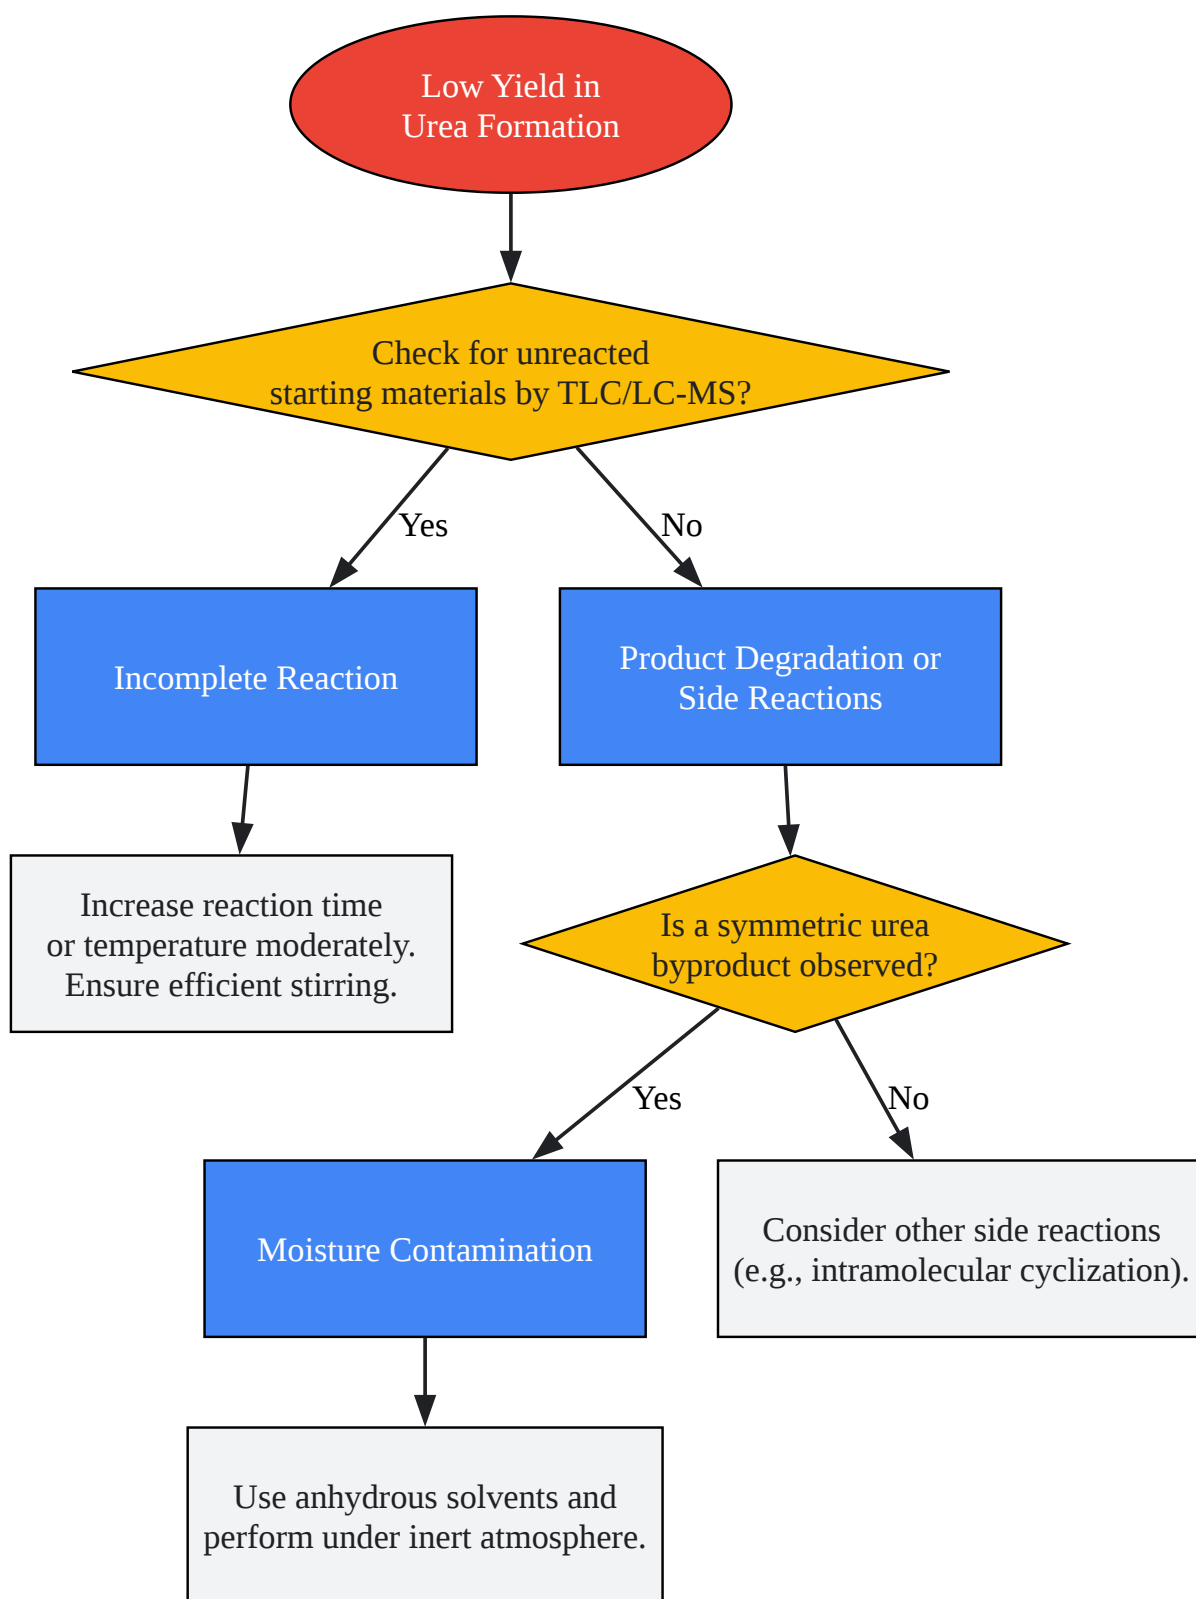 Low Yield in
Urea Formation
Check for unreacted
starting materials by TLC/LC-MS?
Yes
No
Incomplete Reaction
Product Degradation or
Side Reactions
Increase reaction time
or temperature moderately.
Ensure efficient stirring.
Is a symmetric urea
byproduct observed?
Yes
No
Moisture Contamination
Consider other side reactions
(e.g., intramolecular cyclization).
Use anhydrous solvents and
perform under inert atmosphere.